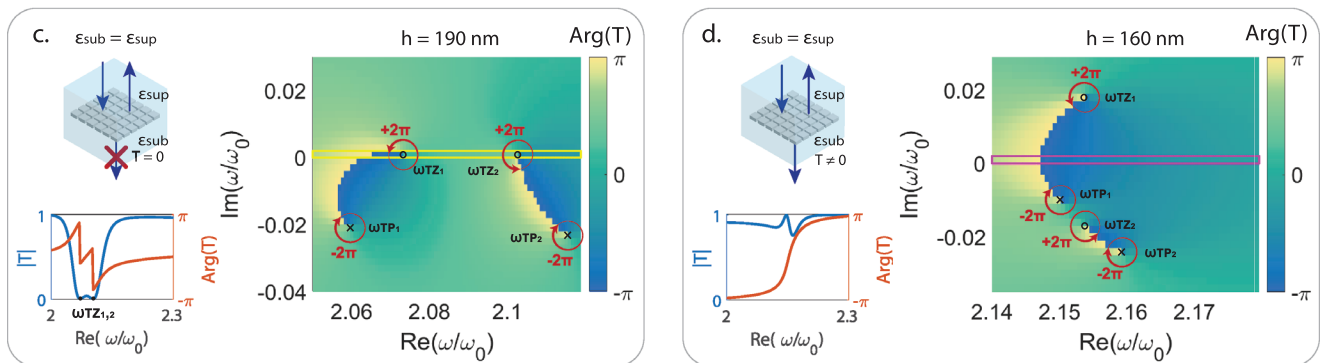 c.
εsub = εsup
εsup
εsub
T = 0
|T|
1
0
π
-π
Arg(T)
2
2.3
ωTZ1,2
Re( ω/ω0)
h = 190 nm
Arg(T)
π
0
-π
Im(ω/ω0)
0.02
0
-0.02
-0.04
+2π
+2π
ωTZ1
ωTZ2
ωTP1
ωTP2
-2π
-2π
2.06
2.08
2.1
Re(ω/ω0)
d.
εsub = εsup
εsup
εsub
T ≠ 0
|T|
1
0
π
-π
Arg(T)
2
2.3
Re( ω/ω0)
h = 160 nm
Arg(T)
π
0
-π
Im(ω/ω0)
0.02
0
-0.02
+2π
ωTZ1
ωTP1
-2π
ωTZ2
+2π
ωTP2
-2π
2.14
2.15
2.16
2.17
Re(ω/ω0)